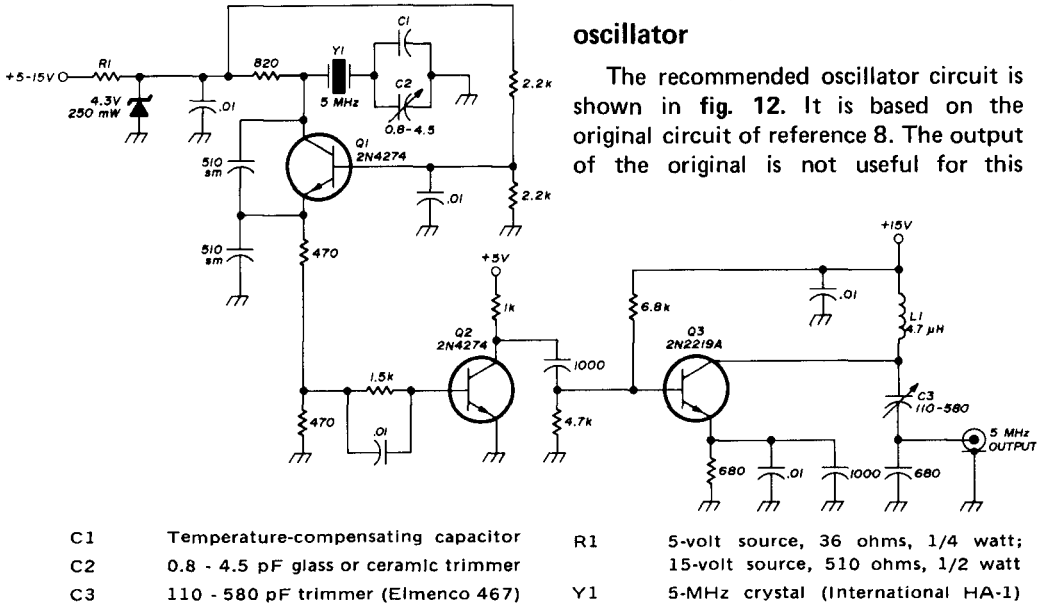 oscillator
The recommended oscillator circuit is
shown in fig. 12. It is based on the
original circuit of reference 8. The output
of the original is not useful for this
+5-15V
R1
4.3V
250 mW
.01
820
Y1
5 MHz
C1
C2
0.8-4.5
2.2k
2.2k
510
sm
Q1
2N4274
.01
510
sm
470
470
1.5k
.01
+5V
1k
Q2
2N4274
1000
4.7k
6.8k
Q3
2N2219A
+15V
.01
L1
4.7 μH
C3
110-580
5 MHz
OUTPUT
680
.01
1000
680
C1 Temperature-compensating capacitor
C2 0.8 - 4.5 pF glass or ceramic trimmer
C3 110 - 580 pF trimmer (Elmenco 467)
R1 5-volt source, 36 ohms, 1/4 watt;
15-volt source, 510 ohms, 1/2 watt
Y1 5-MHz crystal (International HA-1)